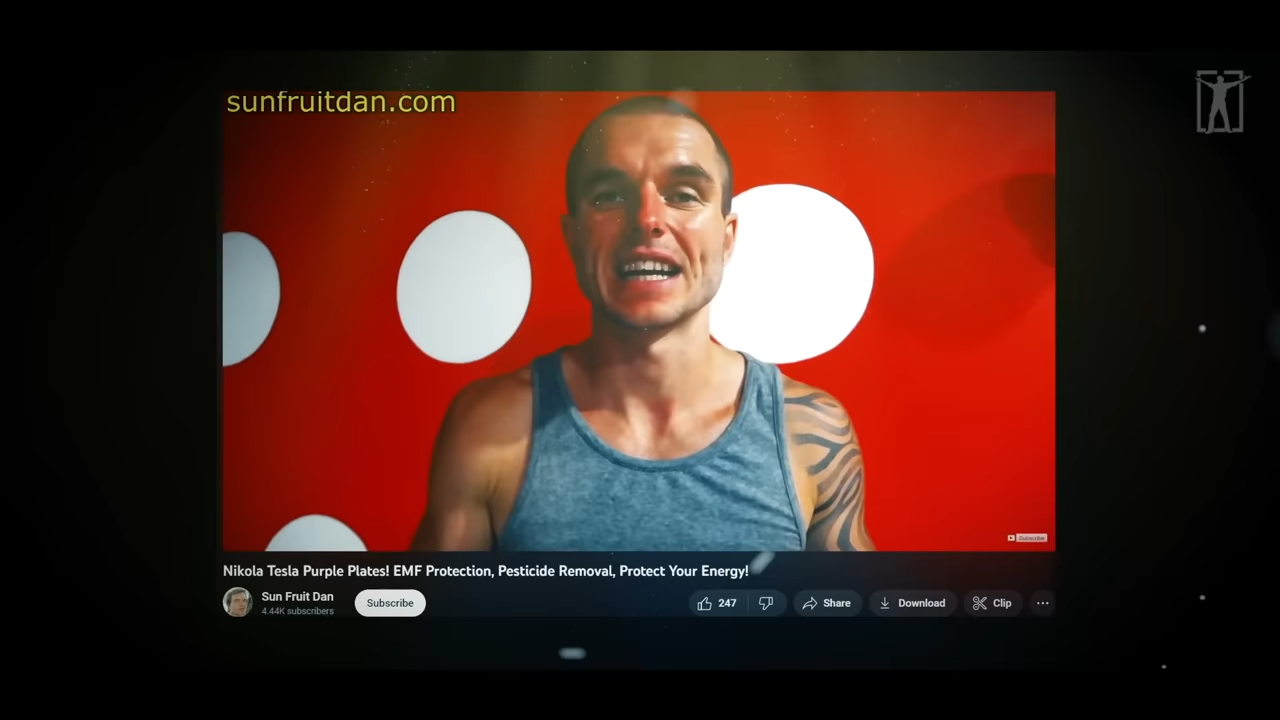 sunfruitdan.com
Subscribe
Nikola Tesla Purple Plates! EMF Protection, Pesticide Removal, Protect Your Energy!
Sun Fruit Dan
4.44K subscribers
Subscribe
247
Share
Download
Clip